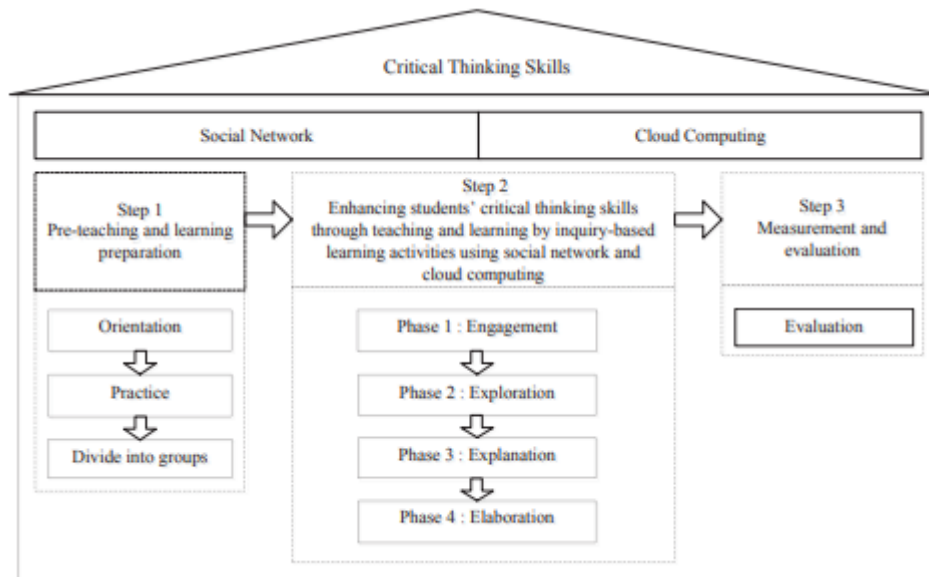 Critical Thinking Skills
Social Network
Cloud Computing
Step 1
Pre-teaching and learning
preparation
Orientation
Practice
Divide into groups
Step 2
Enhancing students’ critical thinking skills
through teaching and learning by inquiry-based
learning activities using social network and
cloud computing
Phase 1 : Engagement
Phase 2 : Exploration
Phase 3 : Explanation
Phase 4 : Elaboration
Step 3
Measurement and
evaluation
Evaluation